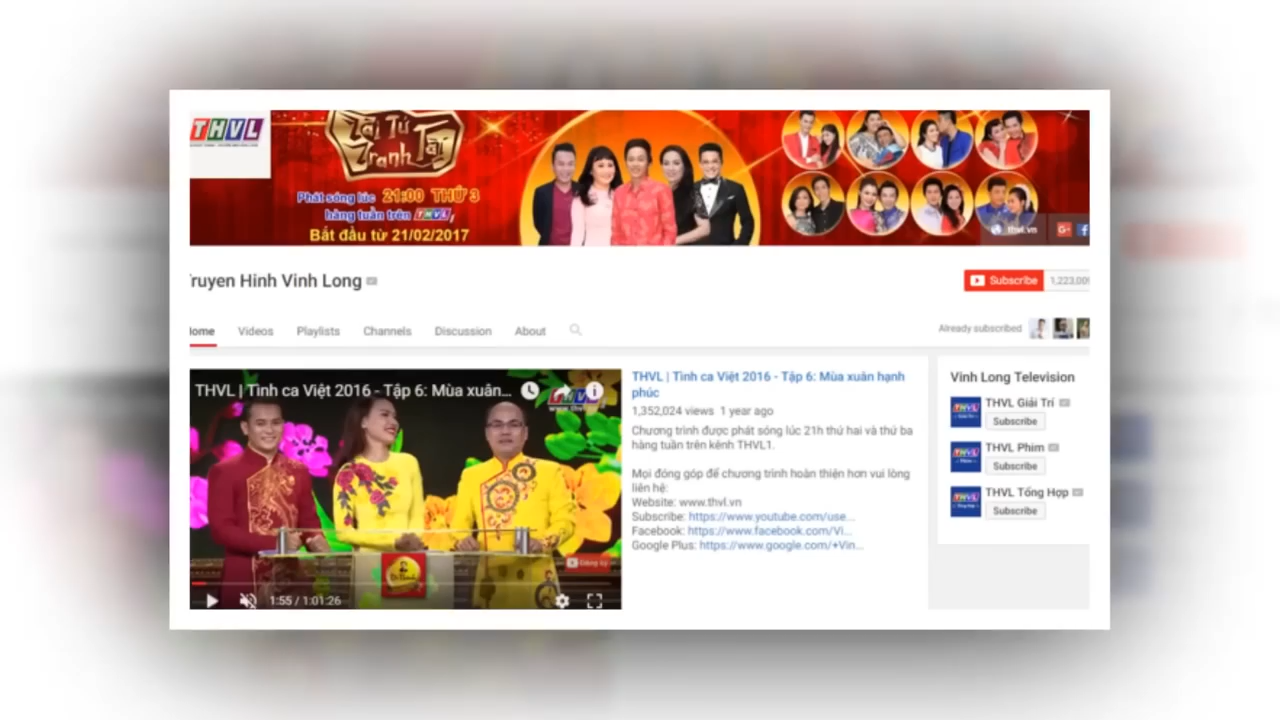 THVL
Tài Tử
Tranh Tài
Phát sóng lúc 21:00 THỨ 3
hàng tuần trên THVL1
Bắt đầu từ 21/02/2017
thvl.vn
G+ f
ruyen Hinh Vinh Long
Subscribe 1,223,009
ome Videos Playlists Channels Discussion About
Already subscribed
THVL | Tình ca Việt 2016 - Tập 6: Mùa xuân...
THVL
1:55 / 1:01:26
THVL | Tình ca Việt 2016 - Tập 6: Mùa xuân hạnh
phúc
1,352,024 views 1 year ago
Chương trình được phát sóng lúc 21h thứ hai và thứ ba
hàng tuần trên kênh THVL1.
Mọi đóng góp để chương trình hoàn thiện hơn vui lòng
liên hệ:
Website: www.thvl.vn
Subscribe: https://www.youtube.com/use...
Facebook: https://www.facebook.com/Vi...
Google Plus: https://www.google.com/+Vin...
Vinh Long Television
THVL
THVL Giải Trí
Subscribe
THVL
THVL Phim
Subscribe
THVL
THVL Tổng Hợp
Subscribe